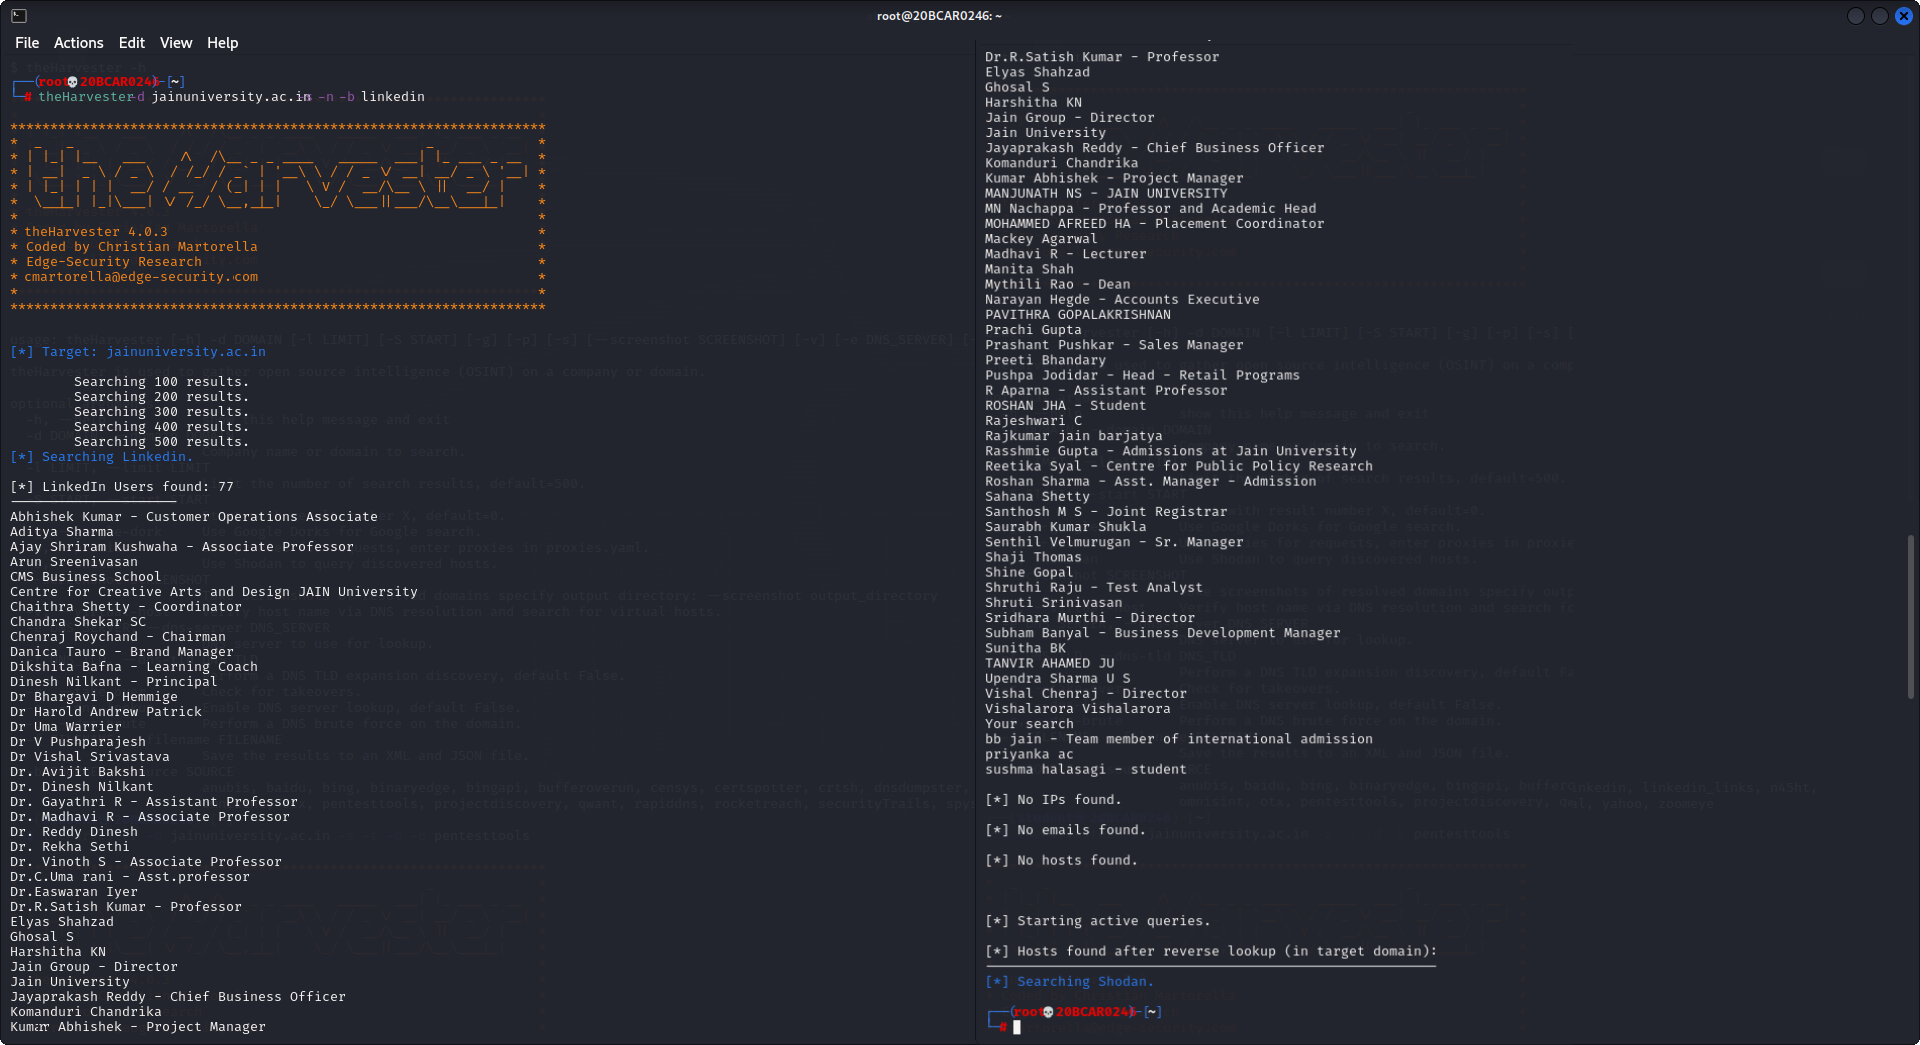 root@20BCAR0246: ~
File Actions Edit View Help
┌──(root💀20BCAR0246)-[~]
└─# theHarvester -d jainuniversity.ac.in -s -n -b linkedin
*******************************************************************
* theHarvester 4.0.3 *
* Coded by Christian Martorella *
* Edge-Security Research *
* cmartorella@edge-security.com *
* *
*******************************************************************
[*] Target: jainuniversity.ac.in
Searching 100 results.
Searching 200 results.
Searching 300 results.
Searching 400 results.
Searching 500 results.
[*] Searching Linkedin.
[*] LinkedIn Users found: 77
Abhishek Kumar - Customer Operations Associate
Aditya Sharma
Ajay Shriram Kushwaha - Associate Professor
Arun Sreenivasan
CMS Business School
Centre for Creative Arts and Design JAIN University
Chaithra Shetty - Coordinator
Chandra Shekar SC
Chenraj Roychand - Chairman
Danica Tauro - Brand Manager
Dikshita Bafna - Learning Coach
Dinesh Nilkant - Principal
Dr Bhargavi D Hemmige
Dr Harold Andrew Patrick
Dr Uma Warrier
Dr V Pushparajesh
Dr Vishal Srivastava
Dr. Avijit Bakshi
Dr. Dinesh Nilkant
Dr. Gayathri R - Assistant Professor
Dr. Madhavi R - Associate Professor
Dr. Reddy Dinesh
Dr. Rekha Sethi
Dr. Vinoth S - Associate Professor
Dr.C.Uma rani - Asst.professor
Dr.Easwaran Iyer
Dr.R.Satish Kumar - Professor
Elyas Shahzad
Ghosal S
Harshitha KN
Jain Group - Director
Jain University
Jayaprakash Reddy - Chief Business Officer
Komanduri Chandrika
Kumar Abhishek - Project Manager
Dr.R.Satish Kumar - Professor
Elyas Shahzad
Ghosal S
Harshitha KN
Jain Group - Director
Jain University
Jayaprakash Reddy - Chief Business Officer
Komanduri Chandrika
Kumar Abhishek - Project Manager
MANJUNATH NS - JAIN UNIVERSITY
MN Nachappa - Professor and Academic Head
MOHAMMED AFREED HA - Placement Coordinator
Mackey Agarwal
Madhavi R - Lecturer
Manita Shah
Mythili Rao - Dean
Narayan Hegde - Accounts Executive
PAVITHRA GOPALAKRISHNAN
Prachi Gupta
Prashant Pushkar - Sales Manager
Preeti Bhandary
Pushpa Jodidar - Head - Retail Programs
R Aparna - Assistant Professor
ROSHAN JHA - Student
Rajeshwari C
Rajkumar jain barjatya
Rasshmie Gupta - Admissions at Jain University
Reetika Syal - Centre for Public Policy Research
Roshan Sharma - Asst. Manager - Admission
Sahana Shetty
Santhosh M S - Joint Registrar
Saurabh Kumar Shukla
Senthil Velmurugan - Sr. Manager
Shaji Thomas
Shine Gopal
Shruthi Raju - Test Analyst
Shruti Srinivasan
Sridhara Murthi - Director
Subham Banyal - Business Development Manager
Sunitha BK
TANVIR AHAMED JU
Upendra Sharma U S
Vishal Chenraj - Director
Vishalarora Vishalarora
Your search
bb jain - Team member of international admission
priyanka ac
sushma halasagi - student
[*] No IPs found.
[*] No emails found.
[*] No hosts found.
[*] Starting active queries.
[*] Hosts found after reverse lookup (in target domain):
[*] Searching Shodan.
┌──(root💀20BCAR0246)-[~]
└─#